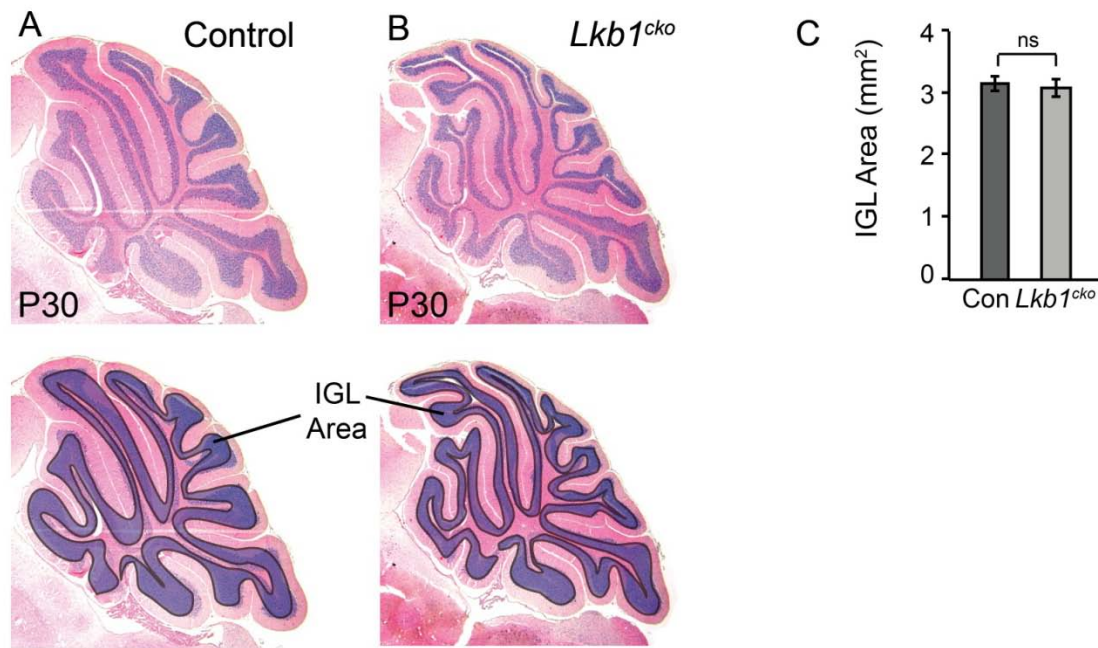 A
Control
B
Lkb1cko
C
P30
P30
IGL
Area
IGL Area (mm2)
4
3
2
1
0
ns
Con Lkb1cko